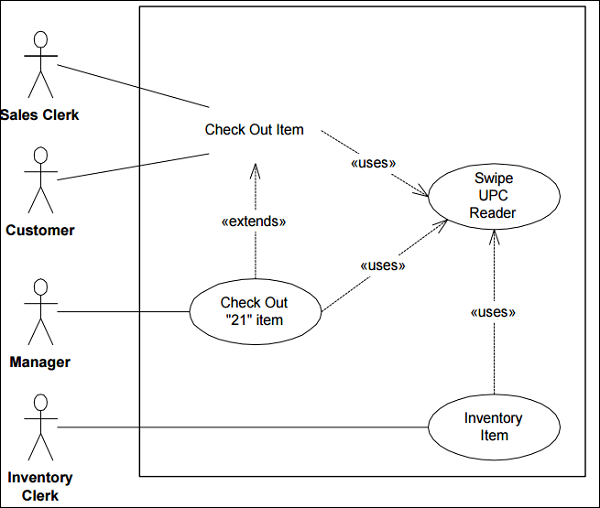 Sales Clerk
Check Out Item
«uses»
Swipe
UPC
Reader
Customer
«extends»
«uses»
Check Out
"21" item
«uses»
Manager
Inventory
Item
Inventory
Clerk